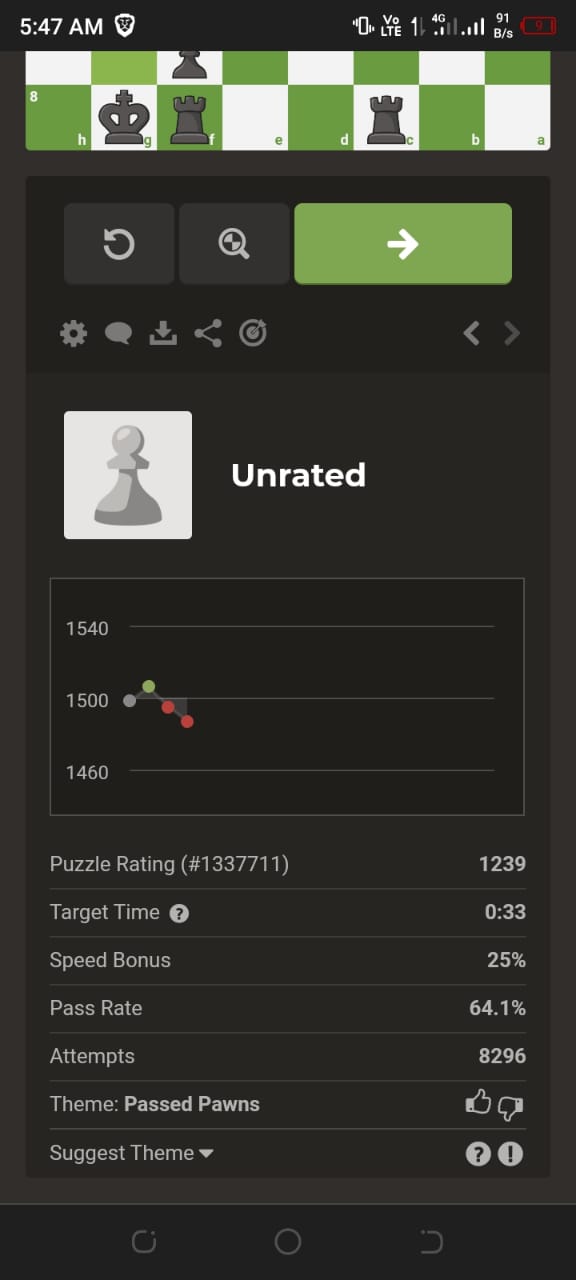 5:47 AM Vo LTE 4G 91 B/s 9
8
h g f e d c b a
Unrated
1540
1500
1460
Puzzle Rating (#1337711) 1239
Target Time ? 0:33
Speed Bonus 25%
Pass Rate 64.1%
Attempts 8296
Theme: Passed Pawns
Suggest Theme ? !